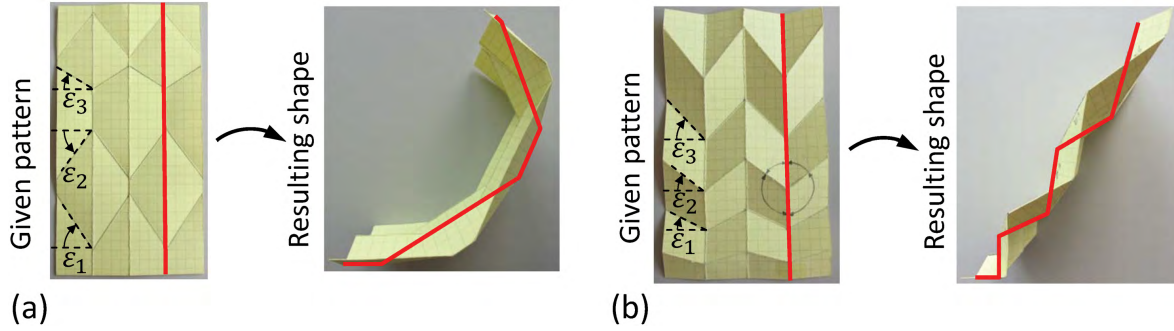 Given pattern
ε₃
ε₂
ε₁
Resulting shape
(a)
Given pattern
ε₃
ε₂
ε₁
Resulting shape
(b)